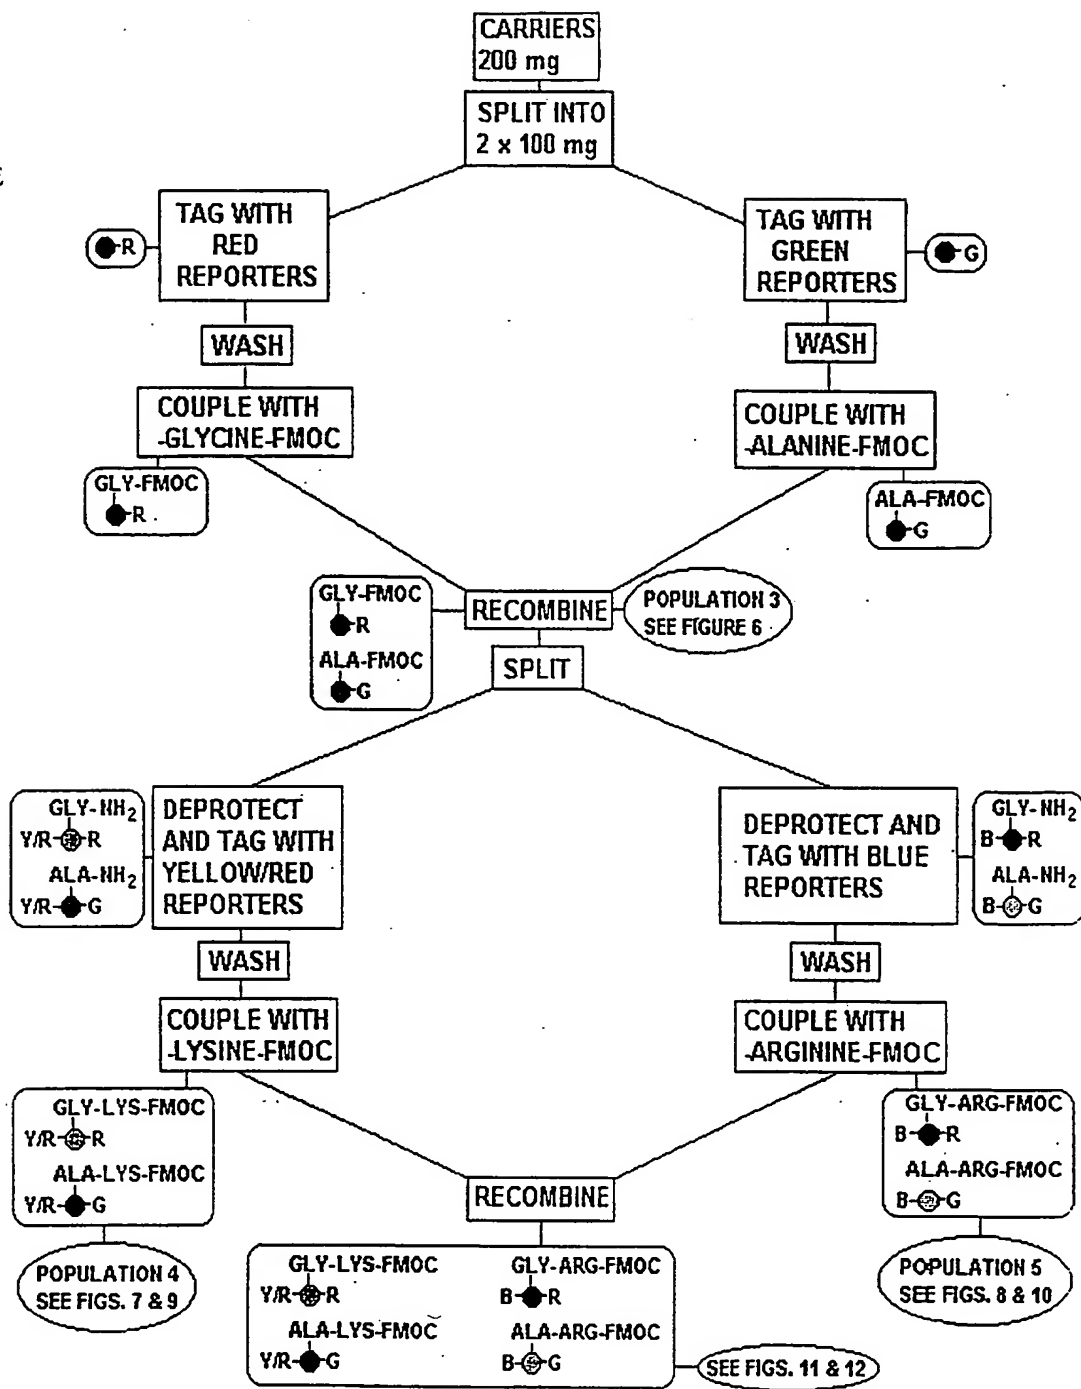 CARRIERS
200 mg
SPLIT INTO
2 x 100 mg
TAG WITH
RED
REPORTERS
R
TAG WITH
GREEN
REPORTERS
G
WASH
WASH
COUPLE WITH
-GLYCINE-FMOC
COUPLE WITH
-ALANINE-FMOC
GLY-FMOC
R
ALA-FMOC
G
GLY-FMOC
R
ALA-FMOC
G
RECOMBINE
POPULATION 3
SEE FIGURE 6
SPLIT
GLY-NH2
Y/R R
ALA-NH2
Y/R G
DEPROTECT
AND TAG WITH
YELLOW/RED
REPORTERS
DEPROTECT AND
TAG WITH BLUE
REPORTERS
GLY-NH2
B R
ALA-NH2
B G
WASH
WASH
COUPLE WITH
-LYSINE-FMOC
COUPLE WITH
-ARGININE-FMOC
GLY-LYS-FMOC
Y/R R
ALA-LYS-FMOC
Y/R G
GLY-ARG-FMOC
B R
ALA-ARG-FMOC
B G
RECOMBINE
POPULATION 4
SEE FIGS. 7 & 9
POPULATION 5
SEE FIGS. 8 & 10
GLY-LYS-FMOC GLY-ARG-FMOC
Y/R R B R
ALA-LYS-FMOC ALA-ARG-FMOC
Y/R G B G
SEE FIGS. 11 & 12